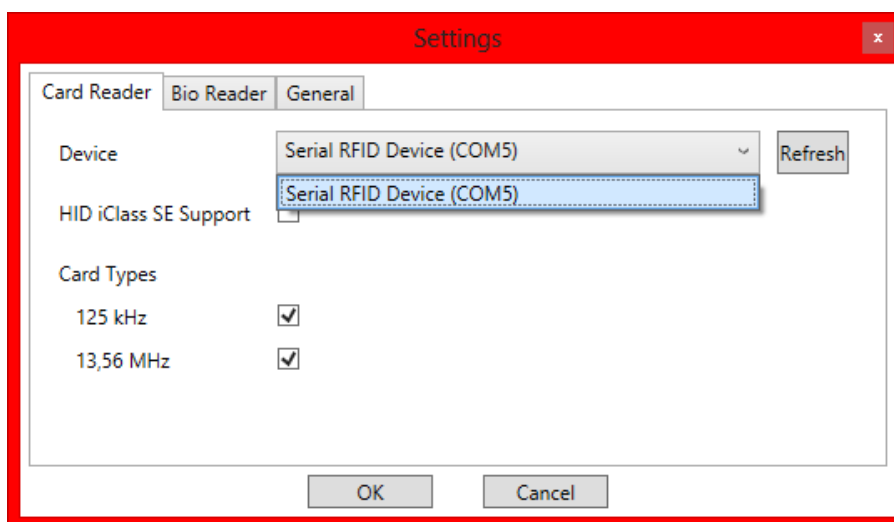 Settings
x
Card Reader Bio Reader General
Device Serial RFID Device (COM5) Refresh
Serial RFID Device (COM5)
HID iClass SE Support
Card Types
125 kHz
13,56 MHz
OK Cancel